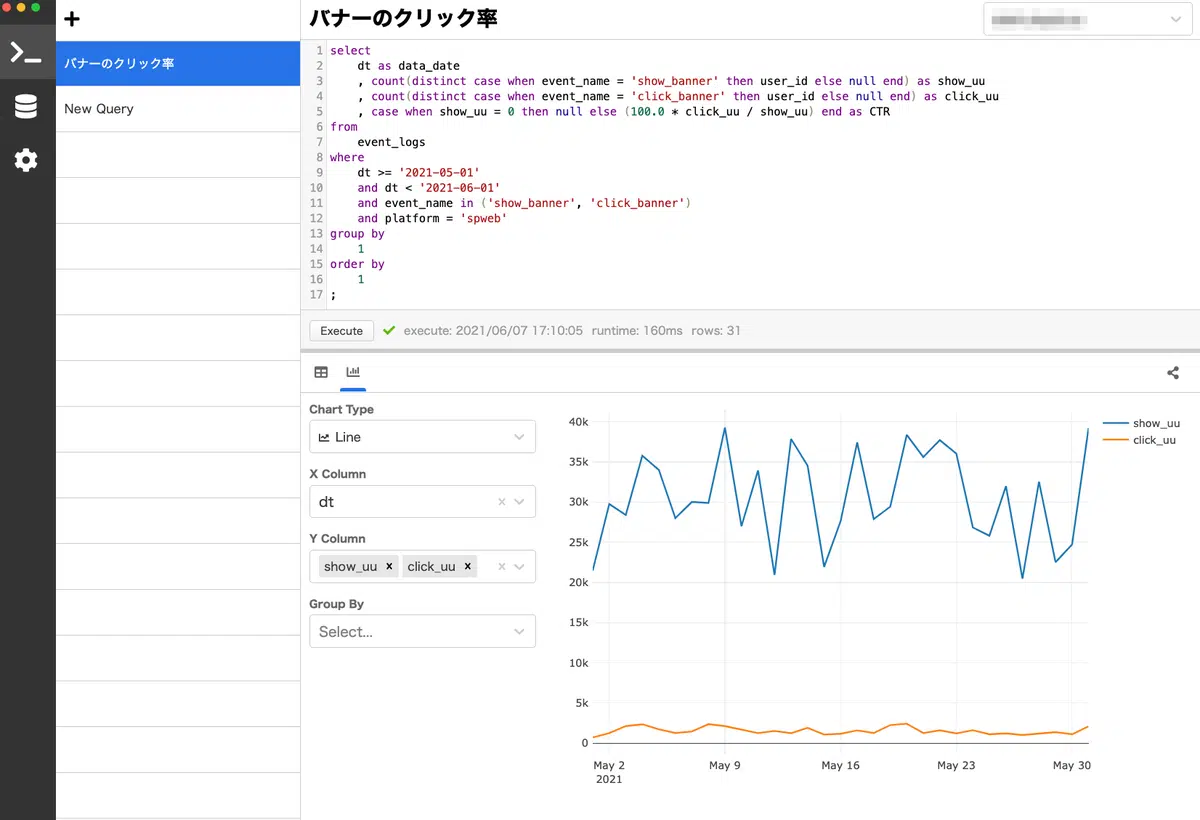 バナーのクリック率
New Query
バナーのクリック率
1 select
2 dt as data_date
3 , count(distinct case when event_name = 'show_banner' then user_id else null end) as show_uu
4 , count(distinct case when event_name = 'click_banner' then user_id else null end) as click_uu
5 , case when show_uu = 0 then null else (100.0 * click_uu / show_uu) end as CTR
6 from
7 event_logs
8 where
9 dt >= '2021-05-01'
10 and dt < '2021-06-01'
11 and event_name in ('show_banner', 'click_banner')
12 and platform = 'spweb'
13 group by
14 1
15 order by
16 1
17 ;
Execute execute: 2021/06/07 17:10:05 runtime: 160ms rows: 31
Chart Type
Line
X Column
dt
Y Column
show_uu x click_uu x
Group By
Select...
40k
35k
30k
25k
20k
15k
10k
5k
0
May 2 May 9 May 16 May 23 May 30
2021
show_uu
click_uu